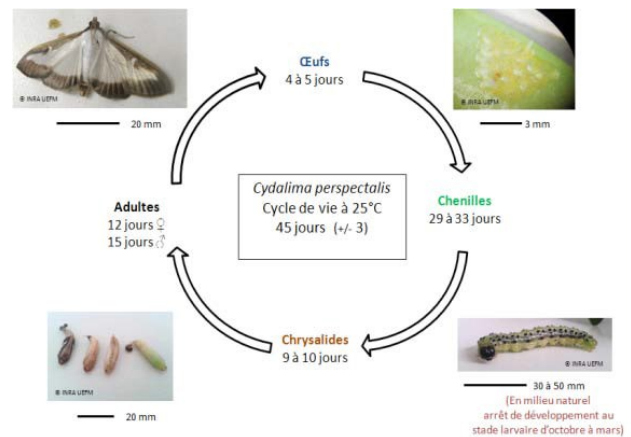 © INRA UEFM
20 mm
Œufs
4 à 5 jours
© INRA UEFM
3 mm
Adultes
12 jours ♀
15 jours ♂
Cydalima perspectalis
Cycle de vie à 25°C
45 jours (+/- 3)
Chenilles
29 à 33 jours
© INRA UEFM
20 mm
Chrysalides
9 à 10 jours
© INRA UEFM
30 à 50 mm
(En milieu naturel
arrêt de développement au
stade larvaire d'octobre à mars)